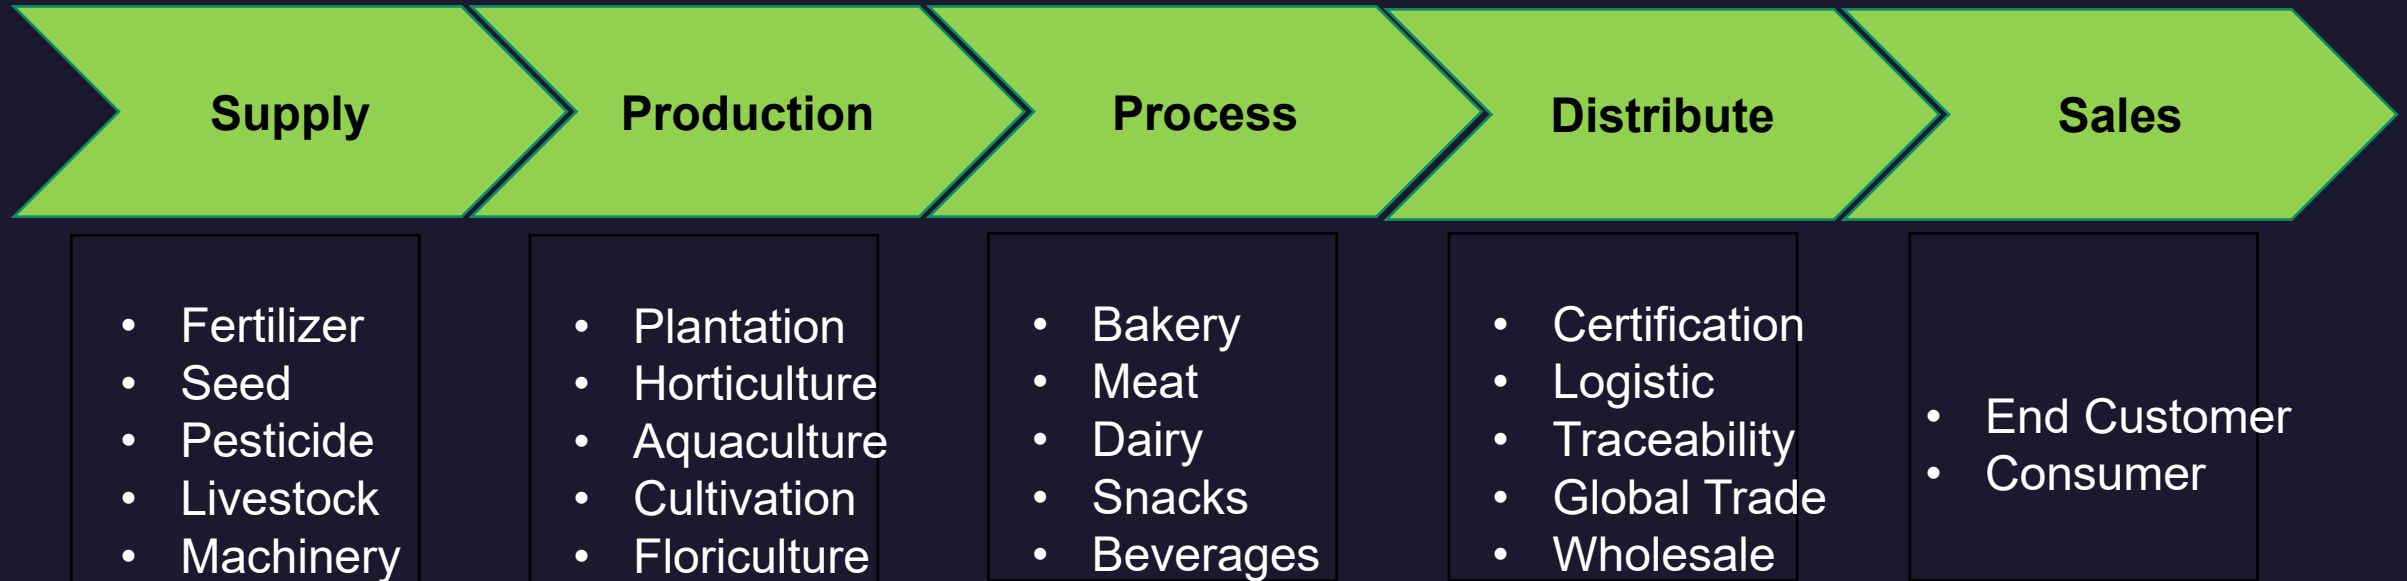 Supply
Production
Process
Distribute
Sales
• Fertilizer
• Seed
• Pesticide
• Livestock
• Machinery
• Plantation
• Horticulture
• Aquaculture
• Cultivation
• Floriculture
• Bakery
• Meat
• Dairy
• Snacks
• Beverages
• Certification
• Logistic
• Traceability
• Global Trade
• Wholesale
• End Customer
• Consumer